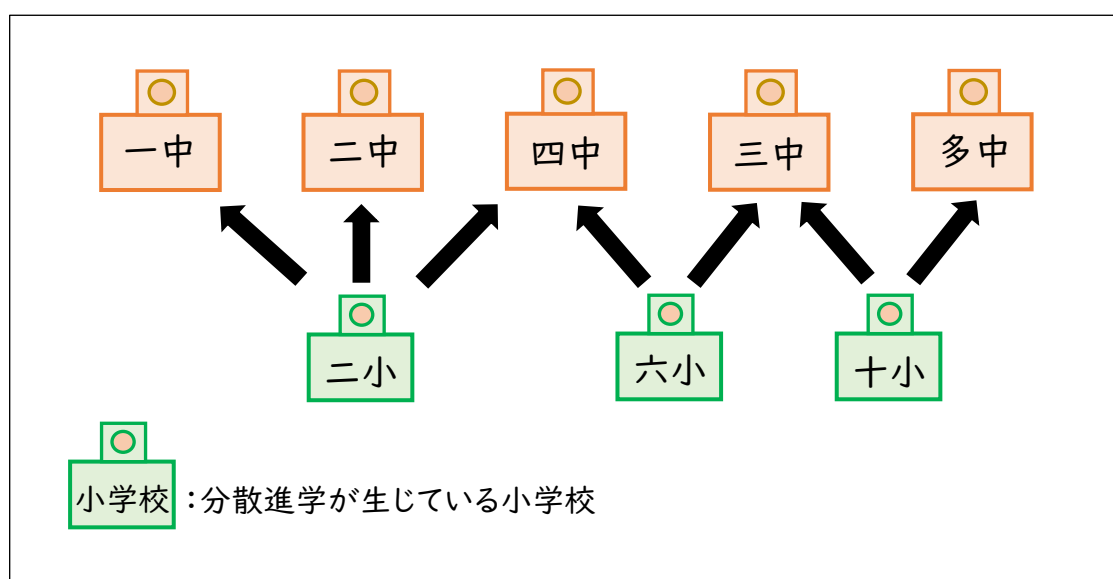 一中
二中
四中
三中
多中
二小
六小
十小
小学校：分散進学が生じている小学校